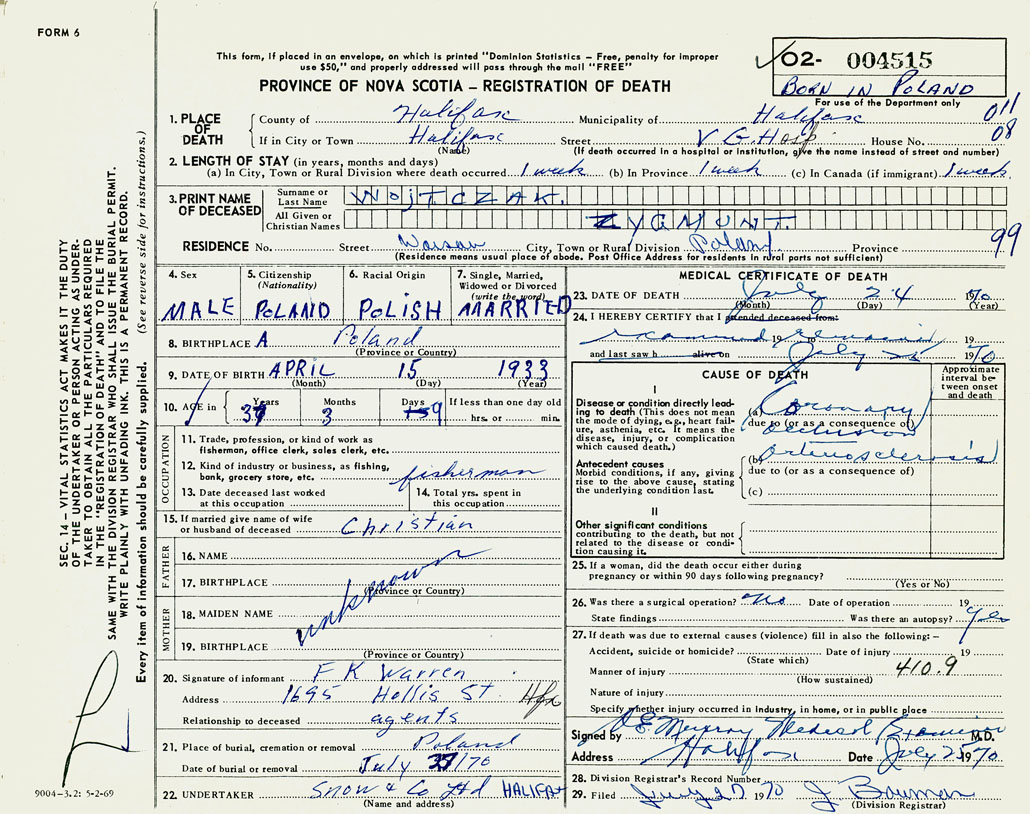 FORM 6
This form, if placed in an envelope, on which is printed "Dominion Statistics – Free, penalty for improper
use $50," and properly addressed will pass through the mail "FREE"
PROVINCE OF NOVA SCOTIA – REGISTRATION OF DEATH
02- 004515
BORN IN POLAND
For use of the Department only
011
08
1. PLACE OF DEATH
County of Halifax Municipality of Halifax
If in City or Town Halifax Street V. G. Hosp House No.
(Name) (If death occurred in a hospital or institution, give the name instead of street and number)
2. LENGTH OF STAY (in years, months and days)
(a) In City, Town or Rural Division where death occurred 1 week (b) In Province 1 week (c) In Canada (if immigrant) 1 week.
3. PRINT NAME OF DECEASED
Surname or Last Name WOJTCZAK.
All Given or Christian Names ZYGMUNT.
RESIDENCE No. Street Warsaw City, Town or Rural Division Poland Province 99
(Residence means usual place of abode. Post Office Address for residents in rural parts not sufficient)
4. Sex
MALE
5. Citizenship
(Nationality)
POLAND
6. Racial Origin
POLISH
7. Single, Married,
Widowed or Divorced
(write the word)
MARRIED
8. BIRTHPLACE A Poland
(Province or Country)
9. DATE OF BIRTH APRIL 15 1933
(Month) (Day) (Year)
10. AGE in Years Months Days If less than one day old
37 3 9 hrs. or min.
OCCUPATION
11. Trade, profession, or kind of work as
fisherman, office clerk, sales clerk, etc.
12. Kind of industry or business, as fishing,
bank, grocery store, etc. fisherman
13. Date deceased last worked
at this occupation
14. Total yrs. spent in
this occupation
15. If married give name of wife
or husband of deceased Christian
FATHER
16. NAME
17. BIRTHPLACE
(Province or Country)
unknown
MOTHER
18. MAIDEN NAME
19. BIRTHPLACE
(Province or Country)
20. Signature of informant F K Warren
Address 1695 Hollis St. Hfx
Relationship to deceased agents
21. Place of burial, cremation or removal Poland
Date of burial or removal July /70
22. UNDERTAKER Snow & Co Ltd HALIFAX
(Name and address)
MEDICAL CERTIFICATE OF DEATH
23. DATE OF DEATH July 24 1970
(Month) (Day) (Year)
24. I HEREBY CERTIFY that I attended deceased from:
examined 19 remains
and last saw h alive on July 25 1970
CAUSE OF DEATH
Approximate
interval be-
tween onset
and death
I
Disease or condition directly lead-
ing to death (This does not mean
the mode of dying, e.g., heart fail-
ure, asthenia, etc. It means the
disease, injury, or complication
which caused death.)
(a) Coronary
due to (or as a consequence of)
occlusion
Antecedent causes
Morbid conditions, if any, giving
rise to the above cause, stating
the underlying condition last.
(b) arteriosclerosis
due to (or as a consequence of)
(c)
II
Other significant conditions
contributing to the death, but not
related to the disease or condi-
tion causing it.
25. If a woman, did the death occur either during
pregnancy or within 90 days following pregnancy?
(Yes or No)
26. Was there a surgical operation? no Date of operation 19
State findings Was there an autopsy? Yes
27. If death was due to external causes (violence) fill in also the following: –
Accident, suicide or homicide? Date of injury 19
(State which)
Manner of injury 410.9
(How sustained)
Nature of injury
Specify whether injury occurred in industry, in home, or in public place
Signed by D E Murray Medical Examiner M.D.
Address Halifax Date July 25 1970
28. Division Registrar's Record Number
29. Filed July 27 1970 J Bauman
(Division Registrar)
SEC. 14 – VITAL STATISTICS ACT MAKES IT THE DUTY
OF THE UNDERTAKER OR PERSON ACTING AS UNDER-
TAKER TO OBTAIN ALL THE PARTICULARS REQUIRED
IN THE "REGISTRATION OF DEATH" AND TO FILE THE
SAME WITH THE DIVISION REGISTRAR WHO SHALL ISSUE THE BURIAL PERMIT.
WRITE PLAINLY WITH UNFADING INK. THIS IS A PERMANENT RECORD.
Every item of information should be carefully supplied. (See reverse side for instructions.)
9004-3.2: 5-2-69